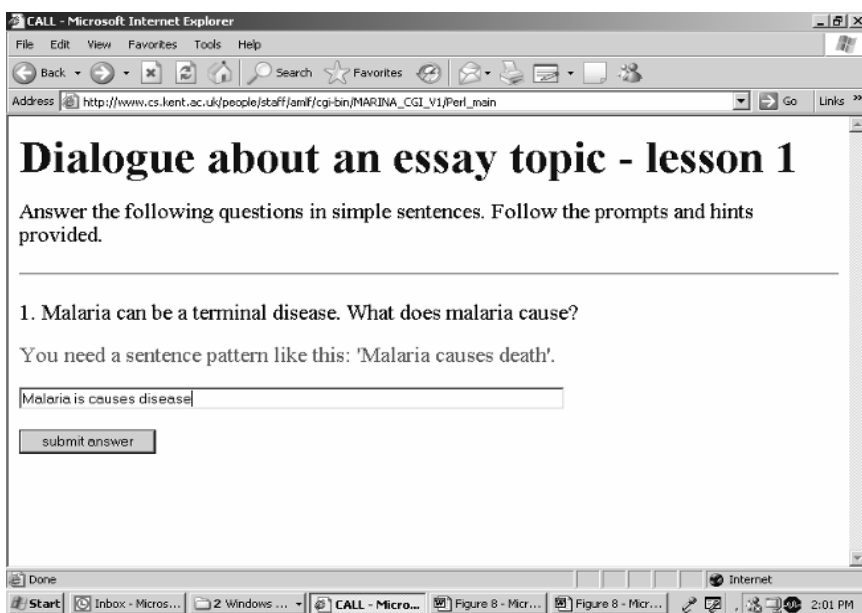 CALL - Microsoft Internet Explorer
File Edit View Favorites Tools Help
Back Search Favorites
Address http://www.cs.kent.ac.uk/people/staff/amlf/cgi-bin/MARINA_CGI_V1/Perl_main Go Links »
Dialogue about an essay topic - lesson 1
Answer the following questions in simple sentences. Follow the prompts and hints
provided.
1. Malaria can be a terminal disease. What does malaria cause?
You need a sentence pattern like this: 'Malaria causes death'.
Malaria is causes disease
submit answer
Done Internet
Start Inbox - Micros... 2 Windows ... CALL - Micro... Figure 8 - Micr... Figure 8 - Micr... 2:01 PM